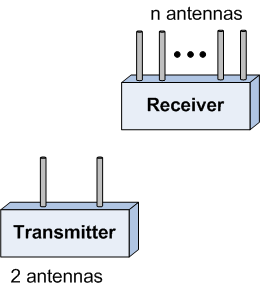 n antennas
Receiver
Transmitter
2 antennas